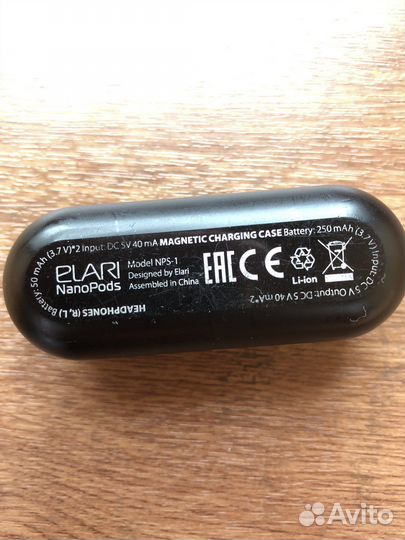 HEADPHONES (R, L) Battery: 50 mAh (3,7 V)*2 Input: DC 5V 40 mA MAGNETIC CHARGING CASE Battery: 250 mAh (3,7V) Input: DC 5V Output: DC 5V 40 mA*2
ELARI
NanoPods
Model NPS-1
Designed by Elari
Assembled in China
EAC CE
Li-ion
Avito